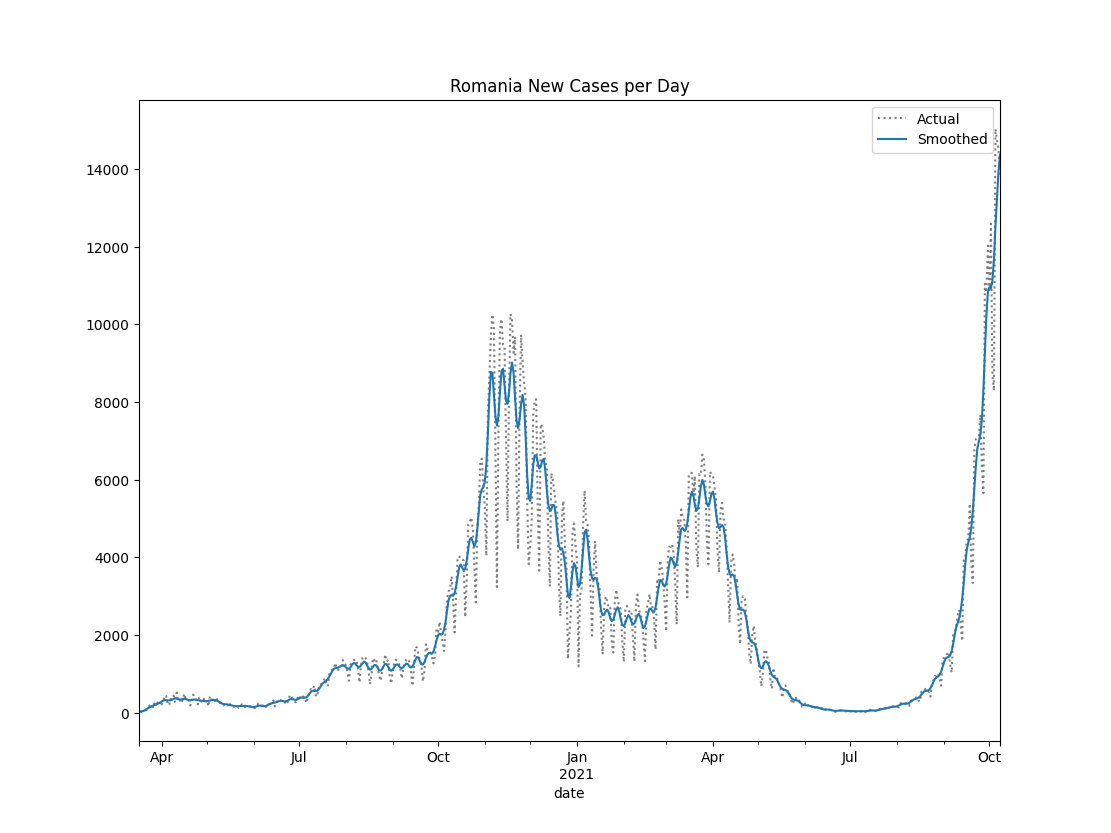 Romania New Cases per Day
Actual
Smoothed
14000
12000
10000
8000
6000
4000
2000
0
Apr Jul Oct Jan Apr Jul Oct
2021
date